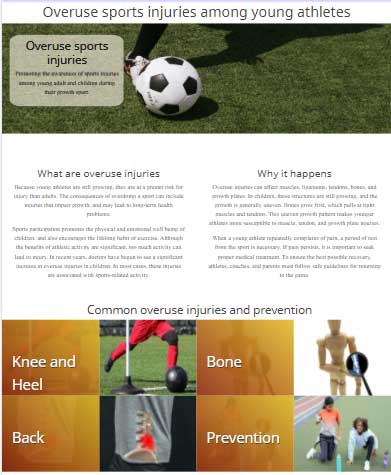 Overuse sports injuries among young athletes
Overuse sports
injuries
Promoting the awareness of sports injuries
among young adult and children during
their growth spurt.
What are overuse injuries
Because young athletes are still growing, they are at a greater risk for
injury than adults. The consequences of overdoing a sport can include
injuries that impair growth, and may lead to long-term health
problems.
Sports participation promotes the physical and emotional well being of
children, and also encourages the lifelong habit of exercise. Although
the benefits of athletic activity are significant, too much activity can
lead to injury. In recent years, doctors have begun to see a significant
increase in overuse injuries in children. In most cases, these injuries
are associated with sports-related activity.
Why it happens
Overuse injuries can affect muscles, ligaments, tendons, bones, and
growth plates. In children, these structures are still growing, and the
growth is generally uneven. Bones grow first, which pulls at tight
muscles and tendons. This uneven growth pattern makes younger
athletes more susceptible to muscle, tendon, and growth plate injuries.
When a young athlete repeatedly complains of pain, a period of rest
from the sport is necessary. If pain persists, it is important to seek
proper medical treatment. To ensure the best possible recovery,
athletes, coaches, and parents must follow safe guidelines for returning
to the game.
Common overuse injuries and prevention
Knee and
Heel
Bone
Back
Prevention